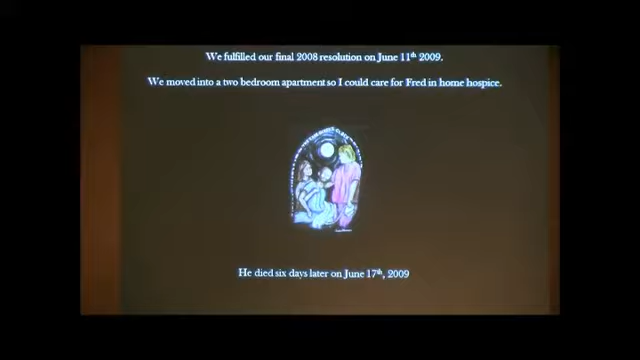 We fulfilled our final 2008 resolution on June 11th 2009.
We moved into a two bedroom apartment so I could care for Fred in home hospice.
He died six days later on June 17th, 2009